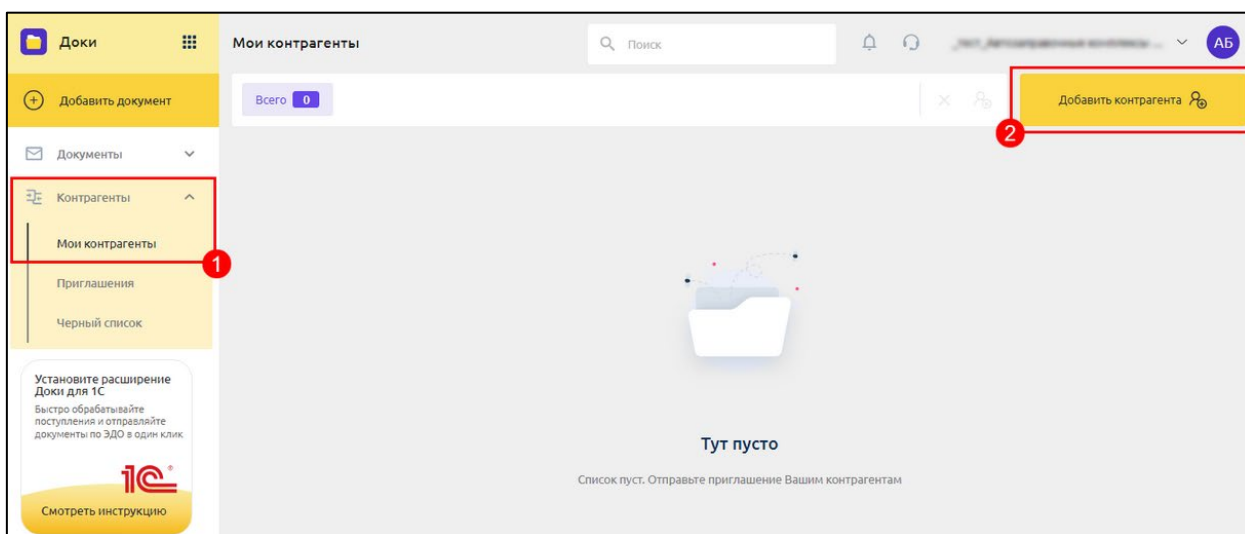 Доки
Мои контрагенты
Поиск
АБ
Добавить документ
Всего 0
Добавить контрагента
2
Документы
Контрагенты
Мои контрагенты
1
Приглашения
Черный список
Установите расширение
Доки для 1С
Быстро обрабатывайте
поступления и отправляйте
документы по ЭДО в один клик
1С®
Смотреть инструкцию
Тут пусто
Список пуст. Отправьте приглашение Вашим контрагентам